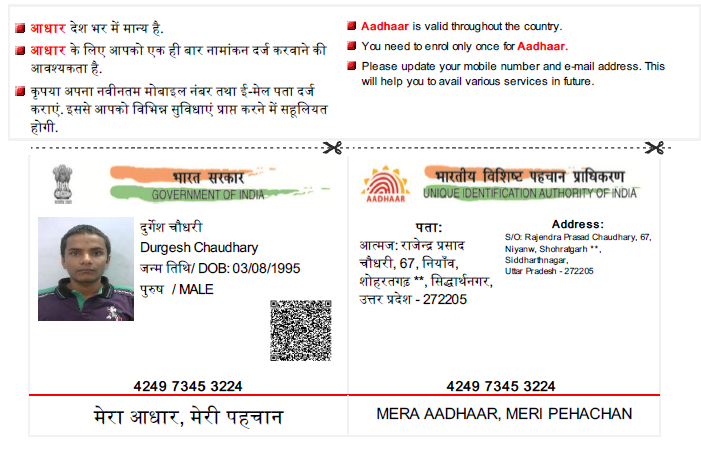 आधार देश भर में मान्य है.
आधार के लिए आपको एक ही बार नामांकन दर्ज करवाने की
आवश्यकता है.
कृपया अपना नवीनतम मोबाइल नंबर तथा ई-मेल पता दर्ज
कराएं. इससे आपको विभिन्न सुविधाएं प्राप्त करने में सहूलियत
होगी.
Aadhaar is valid throughout the country.
You need to enrol only once for Aadhaar.
Please update your mobile number and e-mail address. This
will help you to avail various services in future.
भारत सरकार
GOVERNMENT OF INDIA
दुर्गेश चौधरी
Durgesh Chaudhary
जन्म तिथि/ DOB: 03/08/1995
पुरुष / MALE
4249 7345 3224
मेरा आधार, मेरी पहचान
AADHAAR
भारतीय विशिष्ट पहचान प्राधिकरण
UNIQUE IDENTIFICATION AUTHORITY OF INDIA
पता:
आत्मज: राजेन्द्र प्रसाद
चौधरी, 67, नियाँव,
शोहरतगढ़ **, सिद्धार्थनगर,
उत्तर प्रदेश - 272205
Address:
S/O: Rajendra Prasad Chaudhary, 67,
Niyanw, Shohratgarh **,
Siddharthnagar,
Uttar Pradesh - 272205
4249 7345 3224
MERA AADHAAR, MERI PEHACHAN